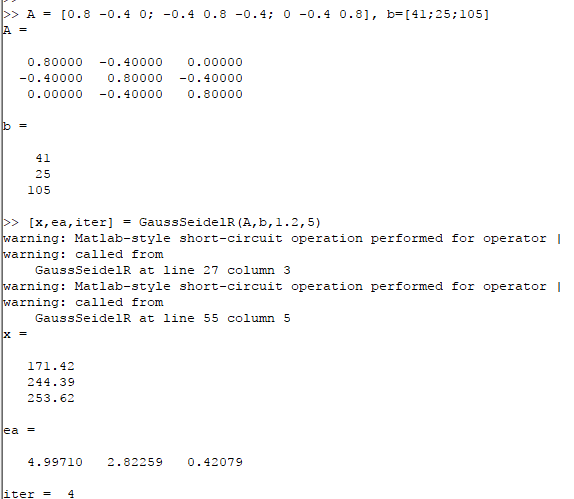 >> A = [0.8 -0.4 0; -0.4 0.8 -0.4; 0 -0.4 0.8], b=[41;25;105]
A =
0.80000 -0.40000 0.00000
-0.40000 0.80000 -0.40000
0.00000 -0.40000 0.80000
b =
41
25
105
>> [x,ea,iter] = GaussSeidelR(A,b,1.2,5)
warning: Matlab-style short-circuit operation performed for operator |
warning: called from
GaussSeidelR at line 27 column 3
warning: Matlab-style short-circuit operation performed for operator |
warning: called from
GaussSeidelR at line 55 column 5
x =
171.42
244.39
253.62
ea =
4.99710 2.82259 0.42079
iter = 4